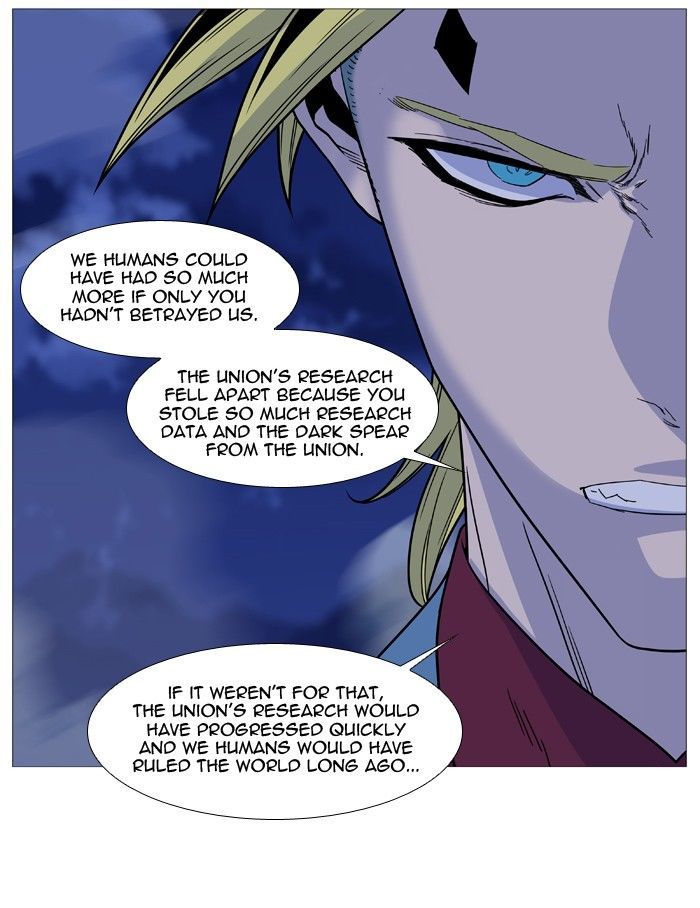 WE HUMANS COULD
HAVE HAD SO MUCH
MORE IF ONLY YOU
HADN'T BETRAYED US.
THE UNION'S RESEARCH
FELL APART BECAUSE YOU
STOLE SO MUCH RESEARCH
DATA AND THE DARK SPEAR
FROM THE UNION.
IF IT WEREN'T FOR THAT,
THE UNION'S RESEARCH WOULD
HAVE PROGRESSED QUICKLY
AND WE HUMANS WOULD HAVE
RULED THE WORLD LONG AGO...